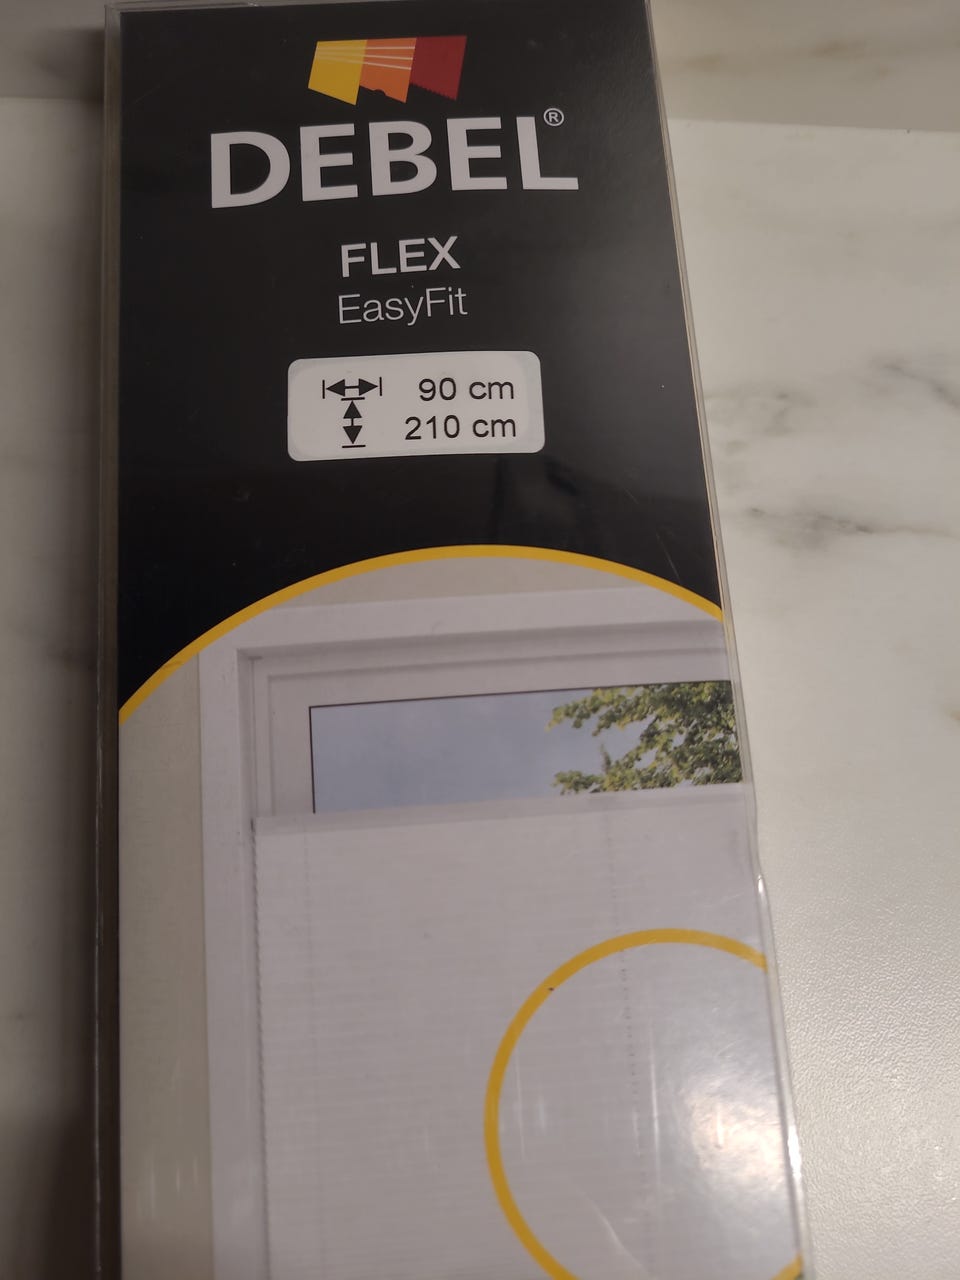 DEBEL®
FLEX
EasyFit
90 cm
210 cm